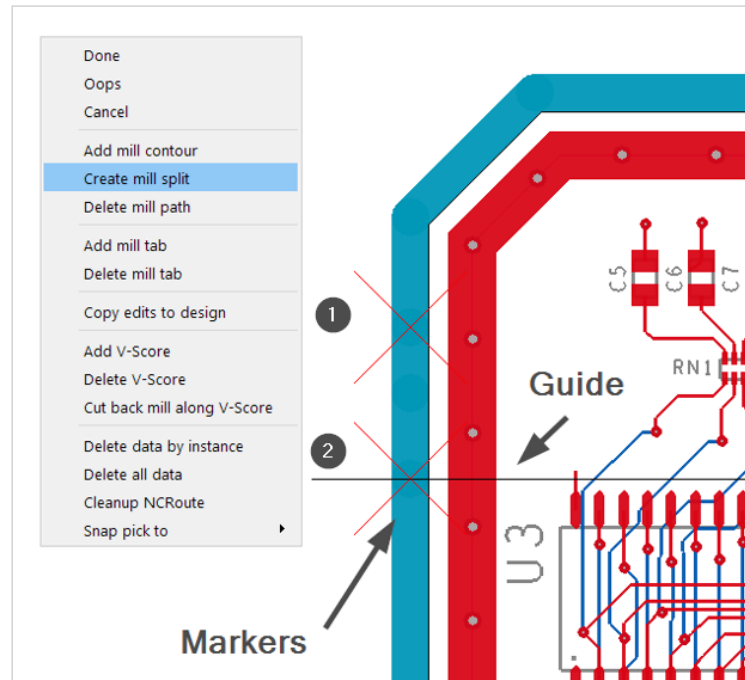 Done
Oops
Cancel
Add mill contour
Create mill split
Delete mill path
Add mill tab
Delete mill tab
Copy edits to design
Add V-Score
Delete V-Score
Cut back mill along V-Score
Delete data by instance
Delete all data
Cleanup NCRoute
Snap pick to
1
2
Markers
Guide
C5
C6
C7
RN1
U3